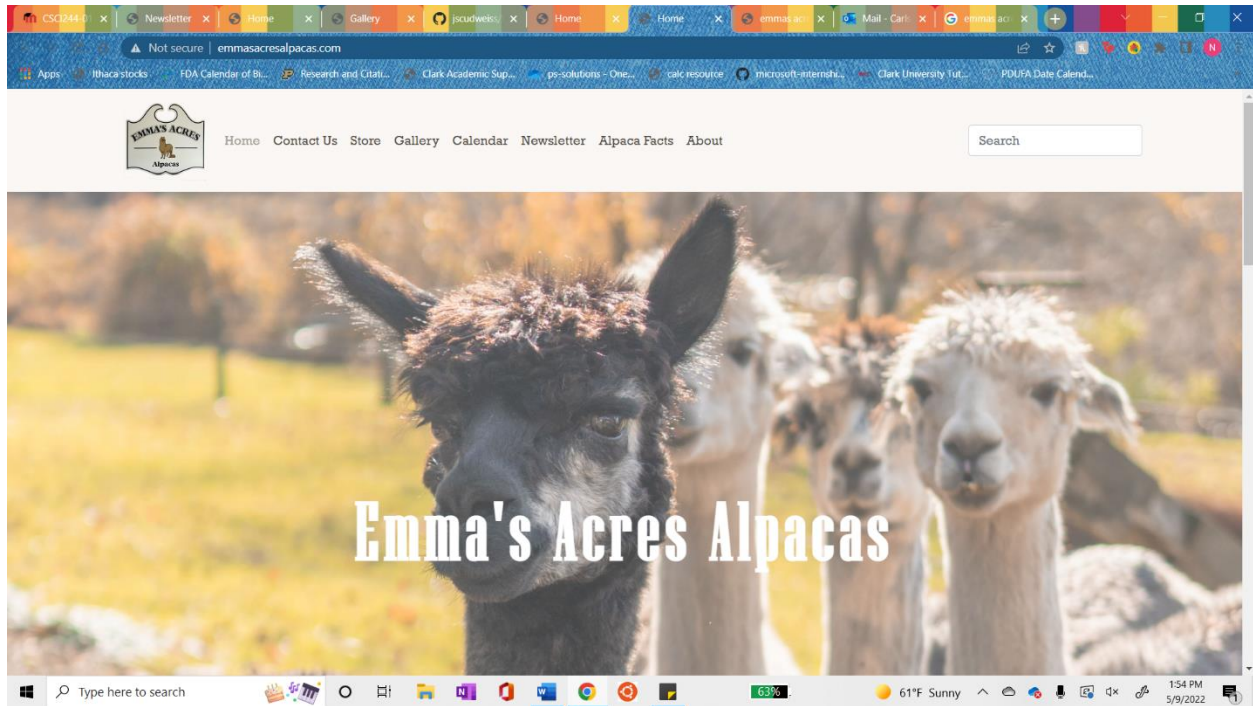 CSCI244-0 Newsletter Home Gallery jscudweiss/ Home Home emmas acr Mail - Carl emmas acr
Not secure | emmasacresalpacas.com
Apps Ithaca stocks FDA Calendar of Bi... Research and Citati... Clark Academic Sup... ps-solutions - One... calc resource microsoft-internshi... Clark University Tut... PDUFA Date Calend...
N
EMMA'S ACRES
Alpacas
Home Contact Us Store Gallery Calendar Newsletter Alpaca Facts About
Search
Emma's Acres Alpacas
Type here to search
63%
61°F Sunny
1:54 PM
5/9/2022
1